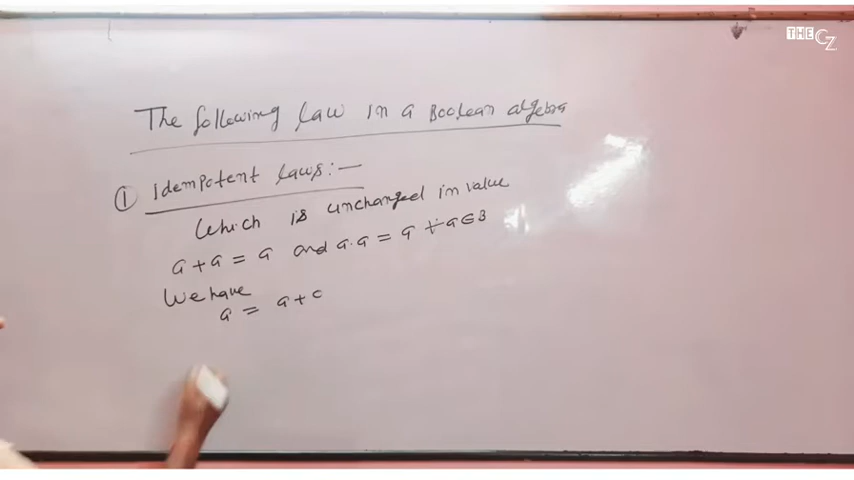 THE CZ
The following law in a Boolean algebra
① Idempotent laws:—
Which is unchanged in value
a + a = a and a.a = a ∀ a ∈ B
We have
a = a + 0